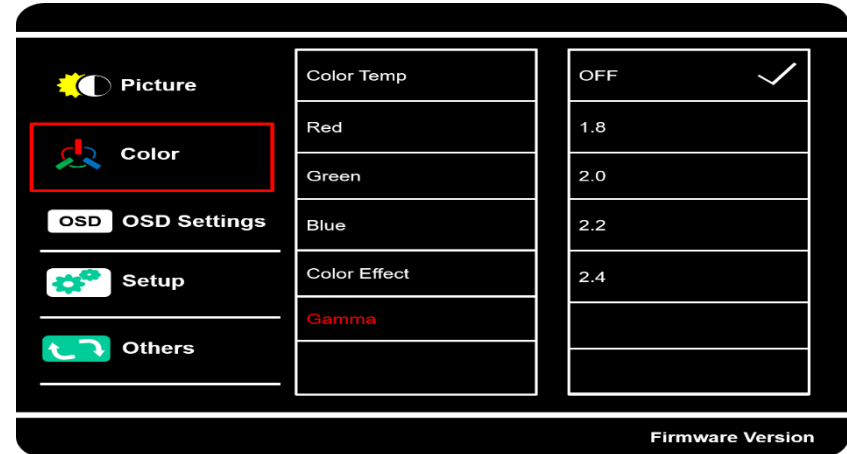 Picture
Color
OSD OSD Settings
Setup
Others
Color Temp
Red
Green
Blue
Color Effect
Gamma
OFF
1.8
2.0
2.2
2.4
Firmware Version